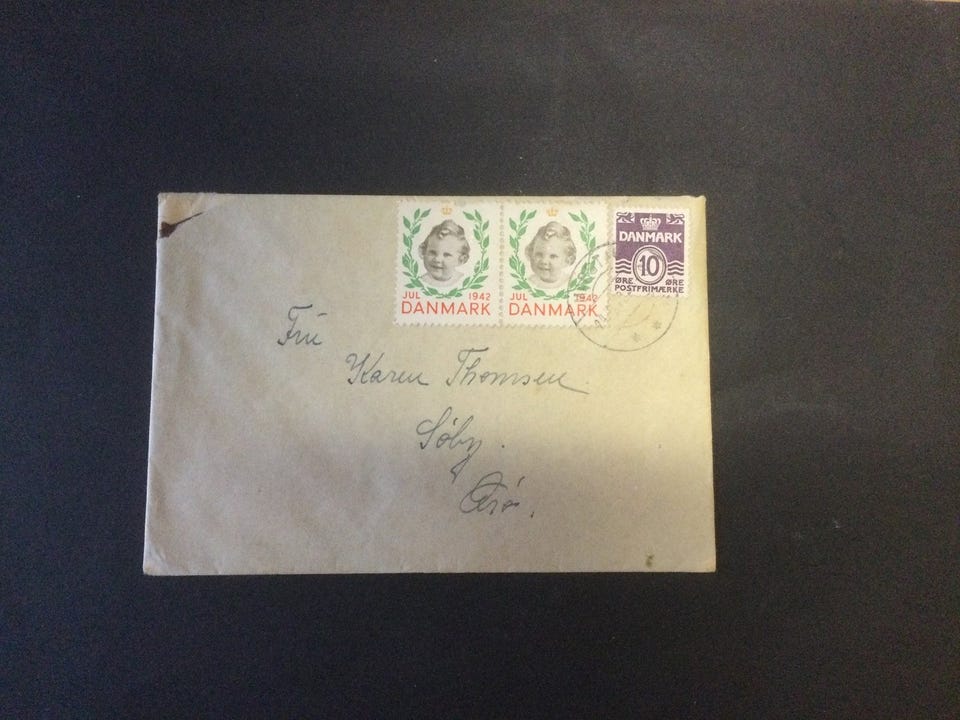 JUL 1942
DANMARK
JUL 1942
DANMARK
DANMARK
10
ØRE ØRE
POSTFRIMÆRKE
Fru
Karen Thomsen.
Søby.
Ærø.